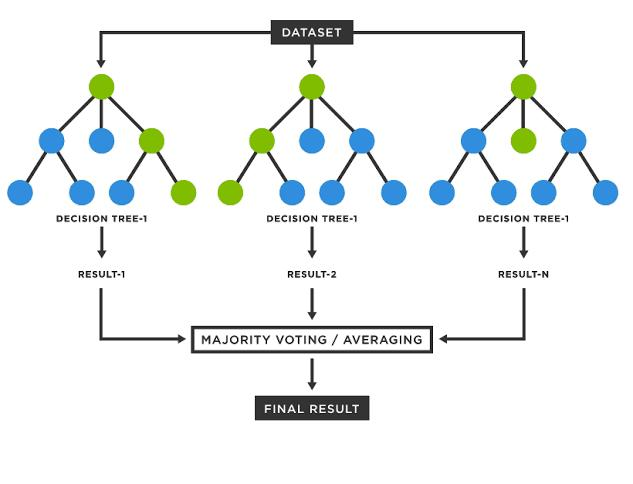 DATASET
DECISION TREE-1
DECISION TREE-1
DECISION TREE-1
RESULT-1
RESULT-2
RESULT-N
MAJORITY VOTING / AVERAGING
FINAL RESULT